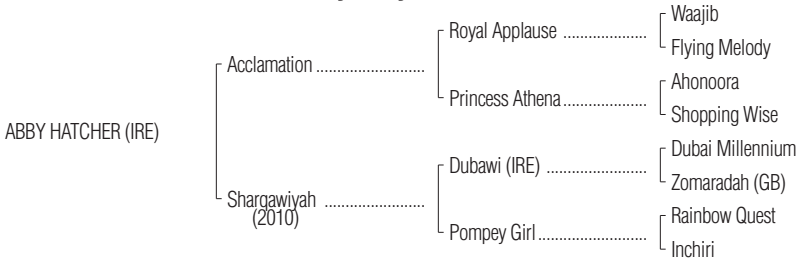 Waajib
Royal Applause ....................
Flying Melody
Acclamation ..........................
Ahonoora
Princess Athena ....................
Shopping Wise
ABBY HATCHER (IRE)
Dubai Millennium
Dubawi (IRE) ........................
Zomaradah (GB)
Shargawiyah ........................
(2010)
Rainbow Quest
Pompey Girl ..........................
Inchiri